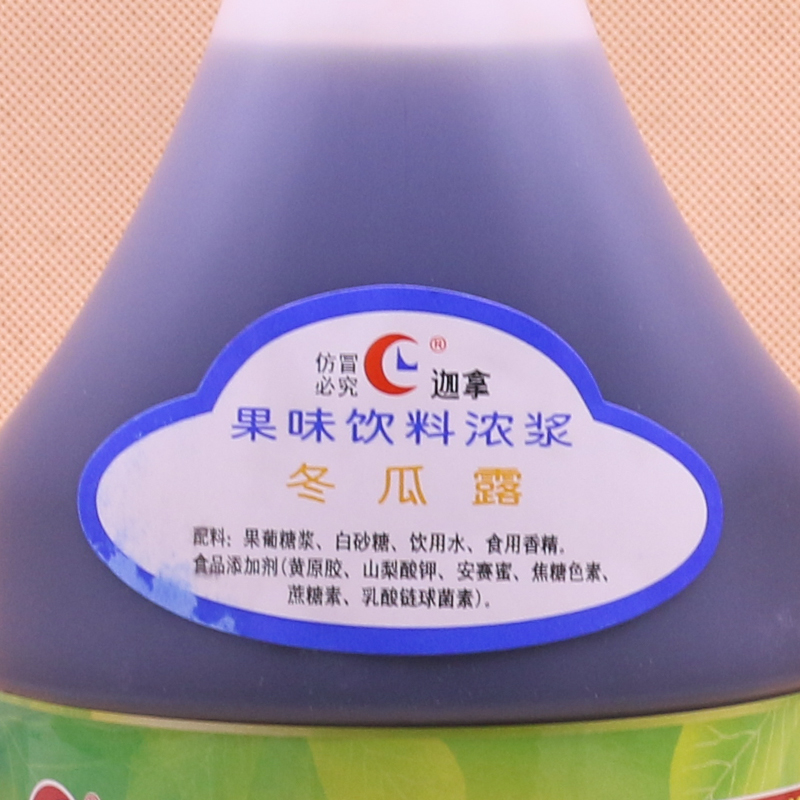 仿冒
必究
®
迦拿
果味饮料浓浆
冬瓜露
配料：果葡糖浆、白砂糖、饮用水、食用香精。
食品添加剂(黄原胶、山梨酸钾、安赛蜜、焦糖色素、
蔗糖素、乳酸链球菌素)。